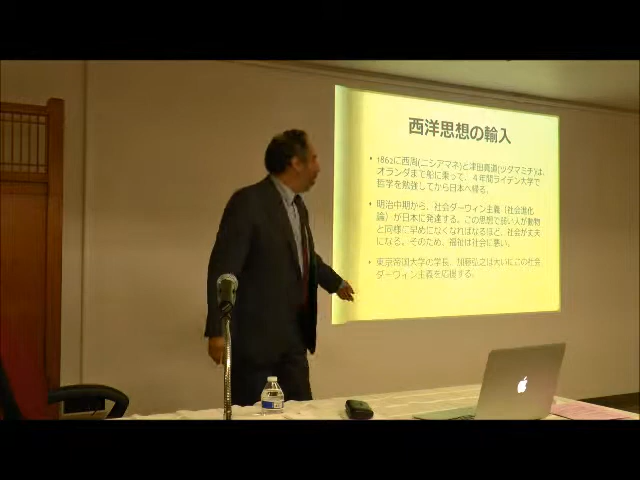 西洋思想の輸入
• 1862に西周(ニシアマネ)と津田真道(ツダマミチ)は、
オランダまで船に乗って、4年間ライデン大学で
哲学を勉強してから日本へ帰る。
• 明治中期から、社会ダーウィン主義（社会進化
論）が日本に発達する。この思想で弱い人が動物
と同様に早めになくなればなるほど、社会が丈夫
になる。そのため、福祉は社会に悪い。
• 東京帝国大学の学長、加藤弘之は大いにこの社会
ダーウィン主義を応援する。